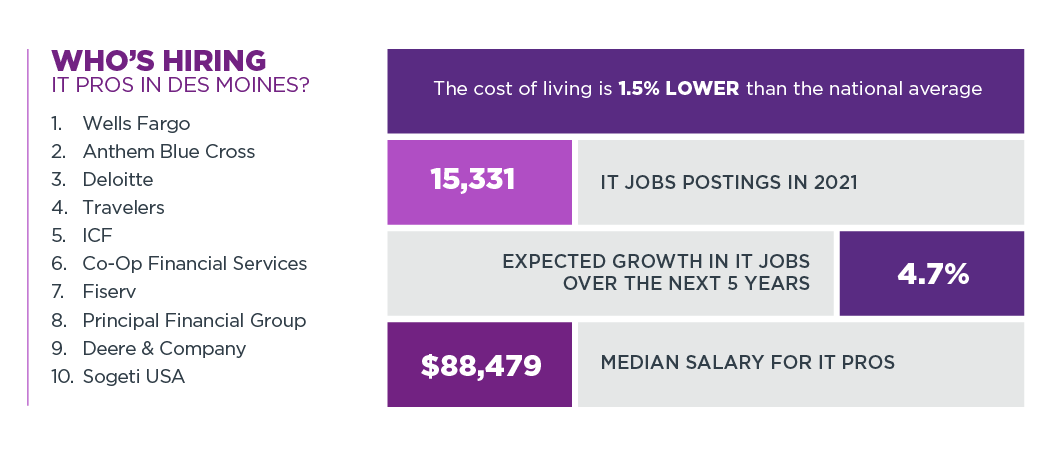 WHO'S HIRING
IT PROS IN DES MOINES?
1. Wells Fargo
2. Anthem Blue Cross
3. Deloitte
4. Travelers
5. ICF
6. Co-Op Financial Services
7. Fiserv
8. Principal Financial Group
9. Deere & Company
10. Sogeti USA
The cost of living is 1.5% LOWER than the national average
15,331
IT JOBS POSTINGS IN 2021
EXPECTED GROWTH IN IT JOBS
OVER THE NEXT 5 YEARS
4.7%
$88,479
MEDIAN SALARY FOR IT PROS